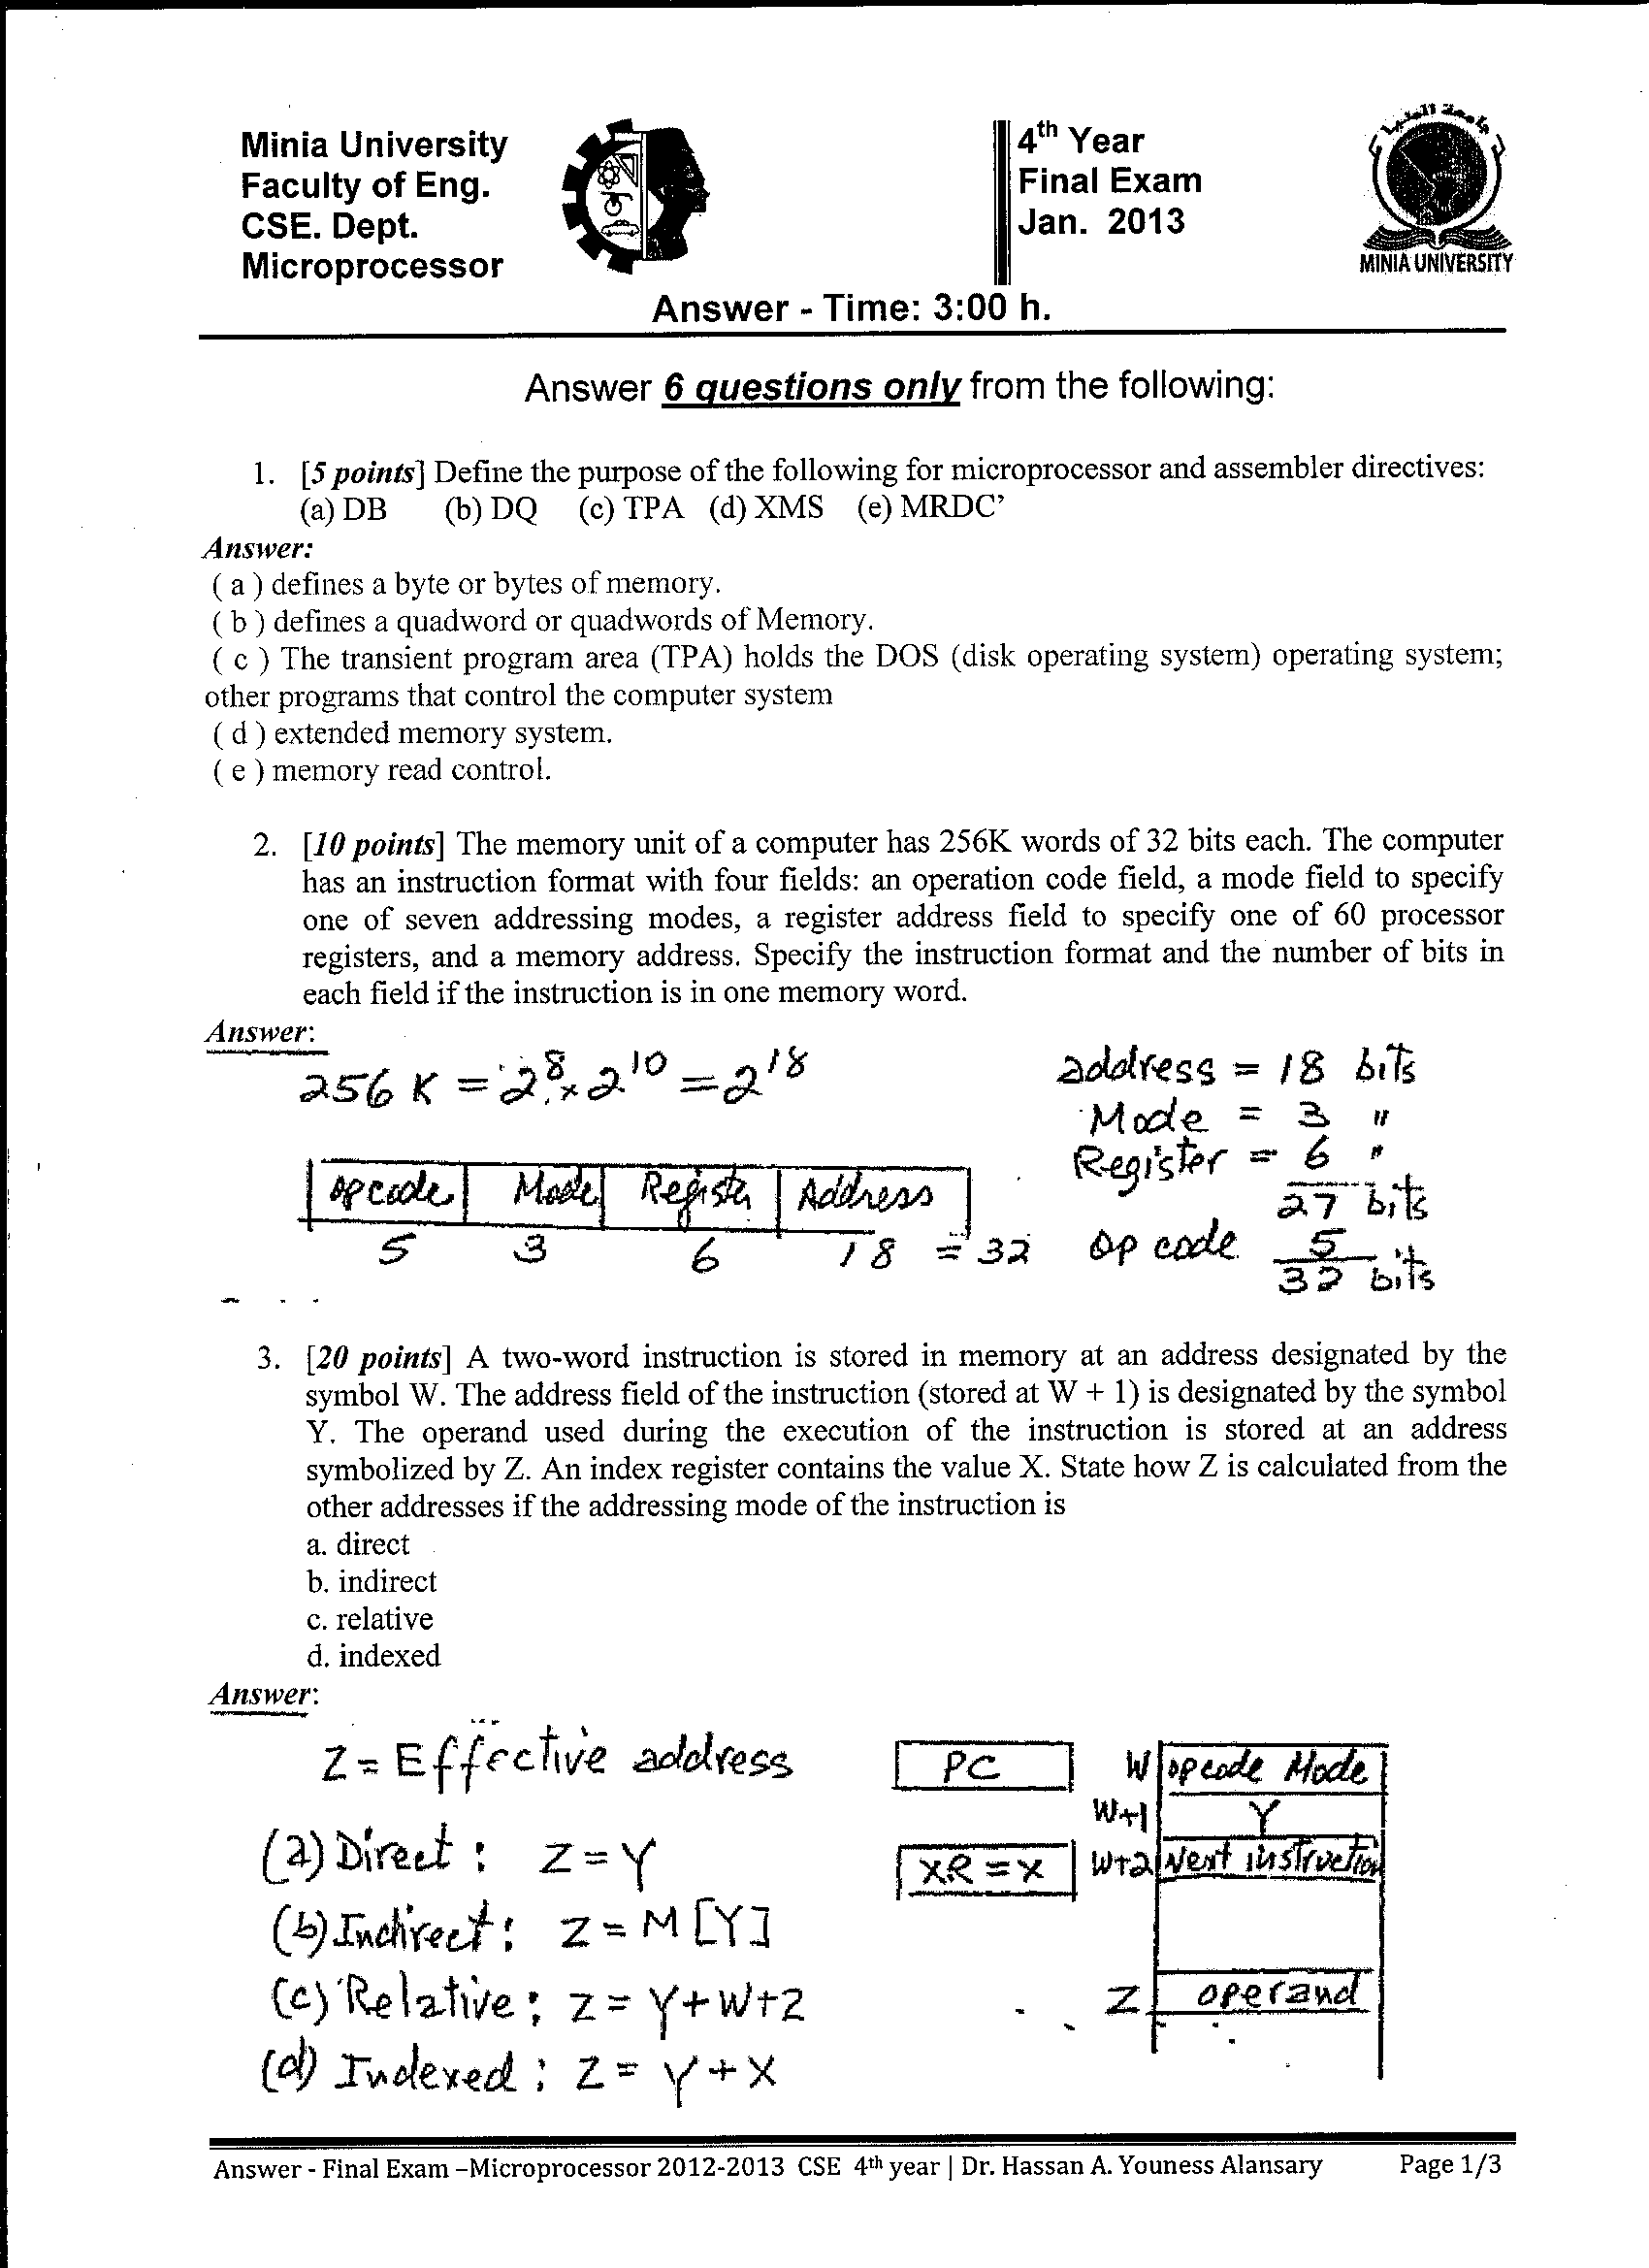 Minia University
Faculty of Eng.
CSE. Dept.
Microprocessor
4th Year
Final Exam
Jan. 2013
جامعة المنيا
MINIA UNIVERSITY
Answer - Time: 3:00 h.
Answer 6 questions only from the following:
1. [5 points] Define the purpose of the following for microprocessor and assembler directives:
(a) DB (b) DQ (c) TPA (d) XMS (e) MRDC’
Answer:
( a ) defines a byte or bytes of memory.
( b ) defines a quadword or quadwords of Memory.
( c ) The transient program area (TPA) holds the DOS (disk operating system) operating system;
other programs that control the computer system
( d ) extended memory system.
( e ) memory read control.
2. [10 points] The memory unit of a computer has 256K words of 32 bits each. The computer
has an instruction format with four fields: an operation code field, a mode field to specify
one of seven addressing modes, a register address field to specify one of 60 processor
registers, and a memory address. Specify the instruction format and the number of bits in
each field if the instruction is in one memory word.
Answer:
256 K = 2^8 × 2^10 = 2^18
address = 18 bits
Mode = 3 "
Register = 6 "
27 bits
op code 5
32 bits
opcode Mode Register Address
5 3 6 18 = 32
3. [20 points] A two-word instruction is stored in memory at an address designated by the
symbol W. The address field of the instruction (stored at W + 1) is designated by the symbol
Y. The operand used during the execution of the instruction is stored at an address
symbolized by Z. An index register contains the value X. State how Z is calculated from the
other addresses if the addressing mode of the instruction is
a. direct
b. indirect
c. relative
d. indexed
Answer:
Z = Effective address
(a) Direct : Z = Y
(b) Indirect : Z = M [Y]
(c) Relative : Z = Y + W + 2
(d) Indexed : Z = Y + X
PC
XR = X
W opcode Mode
W+1 Y
W+2 Next instruction
Z operand
Answer - Final Exam –Microprocessor 2012-2013 CSE 4th year | Dr. Hassan A. Youness Alansary Page 1/3